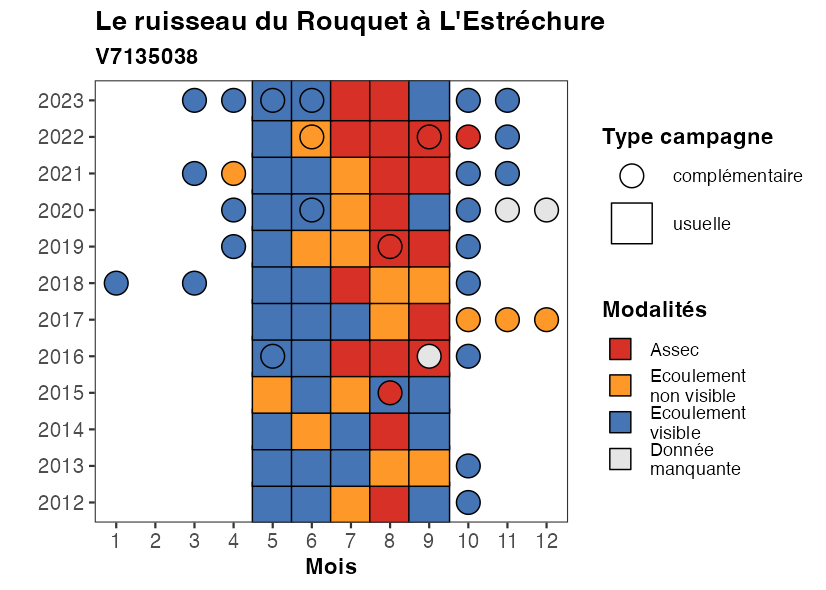 Le ruisseau du Rouquet à L'Estréchure
V7135038
2023
2022
2021
2020
2019
2018
2017
2016
2015
2014
2013
2012
1 2 3 4 5 6 7 8 9 10 11 12
Mois
Type campagne
complémentaire
usuelle
Modalités
Assec
Ecoulement
non visible
Ecoulement
visible
Donnée
manquante